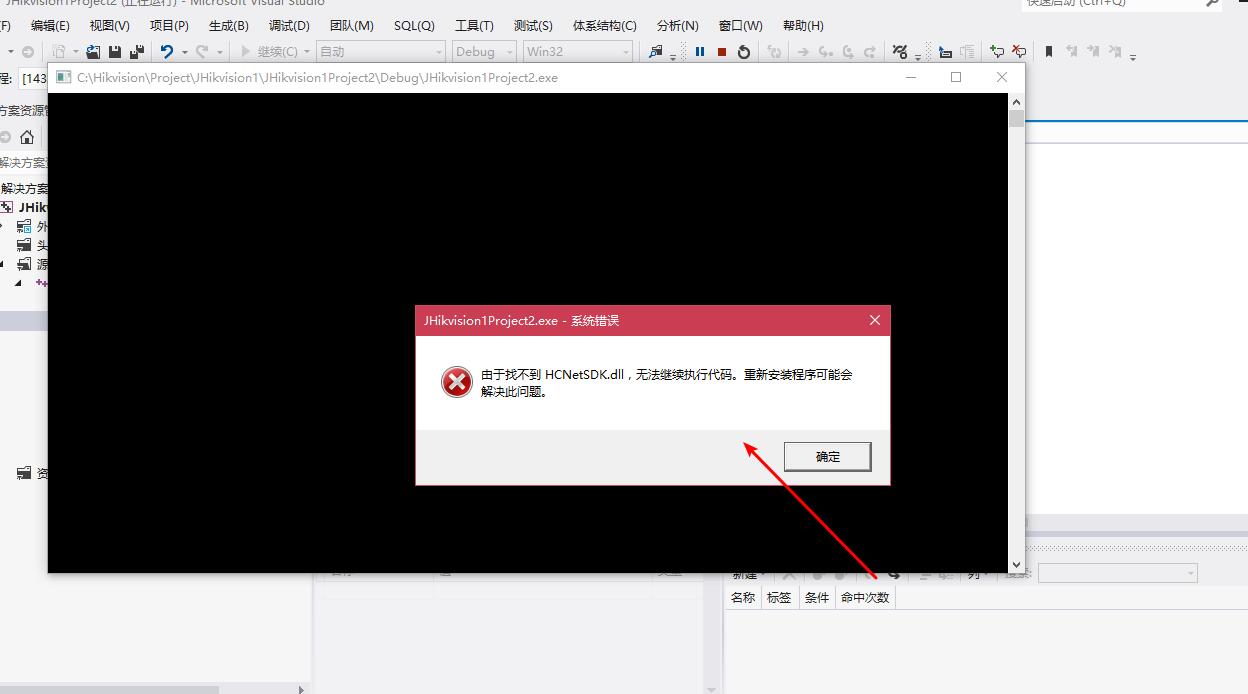 JHikvision1Project2 (正在运行) - Microsoft Visual Studio
快速启动 (Ctrl+Q)
(F) 编辑(E) 视图(V) 项目(P) 生成(B) 调试(D) 团队(M) SQL(Q) 工具(T) 测试(S) 体系结构(C) 分析(N) 窗口(W) 帮助(H)
继续(C) 自动 Debug Win32
程: [143
C:\Hikvision\Project\JHikvision1\JHikvision1Project2\Debug\JHikvision1Project2.exe
方案资源管
解决方案资
解决方案
JHikv
外
头
源
JHikvision1Project2.exe - 系统错误
由于找不到 HCNetSDK.dll，无法继续执行代码。重新安装程序可能会
解决此问题。
确定
资
新建 列 搜索:
名称 标签 条件 命中次数